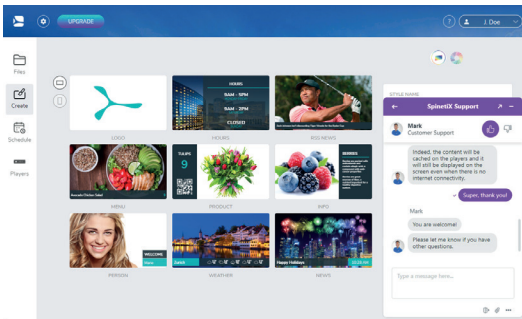 UPGRADE
J. Doe
Files
Create
Schedule
Players
LOGO
HOURS
9AM - 5PM
9AM - 2PM
CLOSED
HOURS
RSS NEWS
Avocado Chicken Salad
MENU
TULIPS
9
PRODUCT
BERRIES
INFO
WELCOME
PERSON
Zurich
WEATHER
Happy Holidays
10:26 AM
NEWS
STYLE NAME
SpinetiX Support
Mark
Customer Support
Indeed, the content will be
cached on the players and it
will still be displayed on the
screen even when there is no
internet connectivity.
Super, thank you!
Mark
You are welcome!
Please let me know if you have
other questions.
Type a message here...